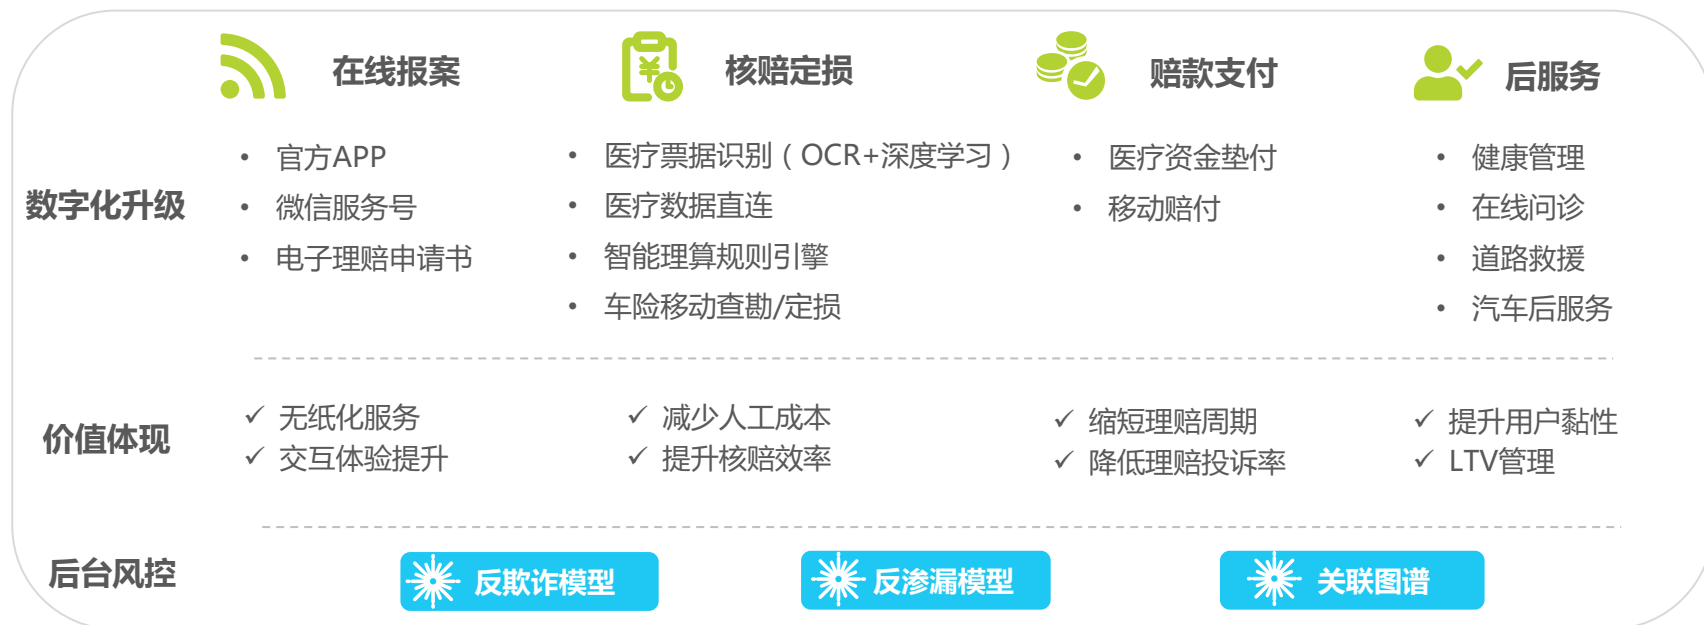 在线报案
核赔定损
赔款支付
后服务
数字化升级
• 官方APP
• 微信服务号
• 电子理赔申请书
• 医疗票据识别（OCR+深度学习）
• 医疗数据直连
• 智能理算规则引擎
• 车险移动查勘/定损
• 医疗资金垫付
• 移动赔付
• 健康管理
• 在线问诊
• 道路救援
• 汽车后服务
价值体现
✓ 无纸化服务
✓ 交互体验提升
✓ 减少人工成本
✓ 提升核赔效率
✓ 缩短理赔周期
✓ 降低理赔投诉率
✓ 提升用户黏性
✓ LTV管理
后台风控
反欺诈模型
反渗漏模型
关联图谱